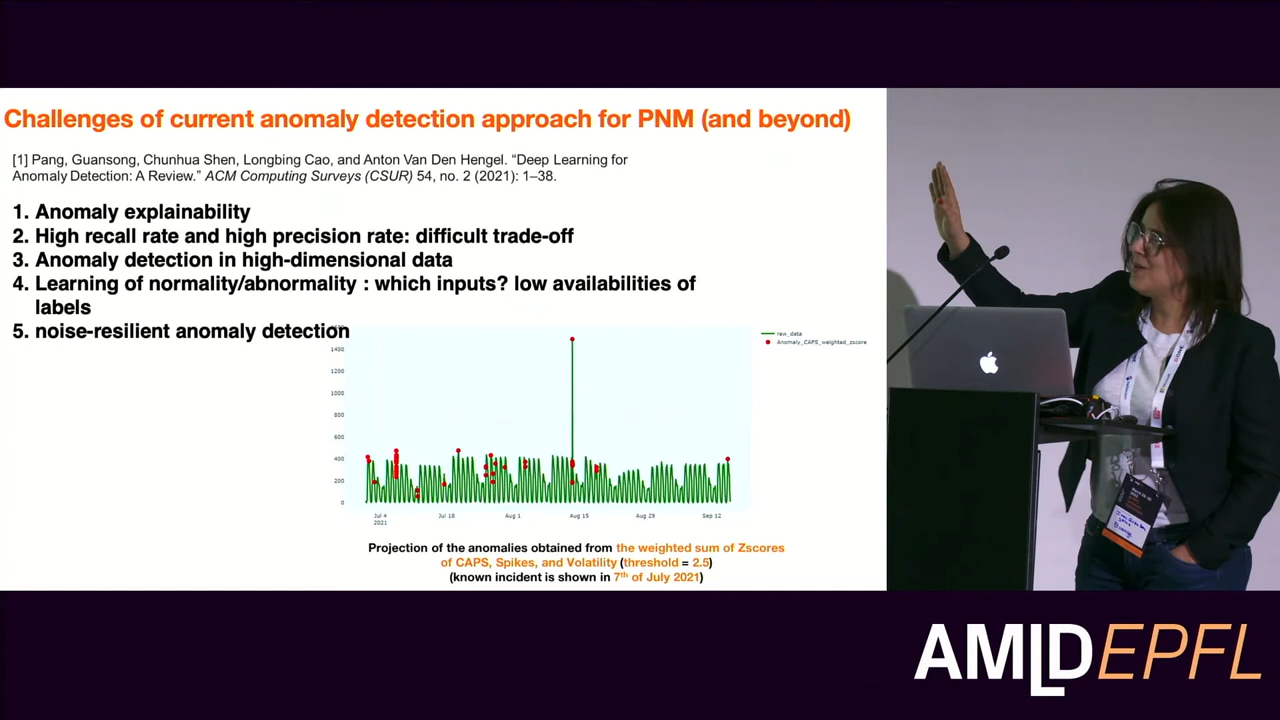 Challenges of current anomaly detection approach for PNM (and beyond)
[1] Pang, Guansong, Chunhua Shen, Longbing Cao, and Anton Van Den Hengel. “Deep Learning for
Anomaly Detection: A Review.” ACM Computing Surveys (CSUR) 54, no. 2 (2021): 1–38.
1. Anomaly explainability
2. High recall rate and high precision rate: difficult trade-off
3. Anomaly detection in high-dimensional data
4. Learning of normality/abnormality : which inputs? low availabilities of
labels
5. noise-resilient anomaly detection
raw_data
Anomaly_CAPS_weighted_zscore
1400
1200
1000
800
600
400
200
0
Jul 4
2021
Jul 18
Aug 1
Aug 15
Aug 29
Sep 12
Projection of the anomalies obtained from the weighted sum of Zscores
of CAPS, Spikes, and Volatility (threshold = 2.5)
(known incident is shown in 7th of July 2021)
AMLD EPFL